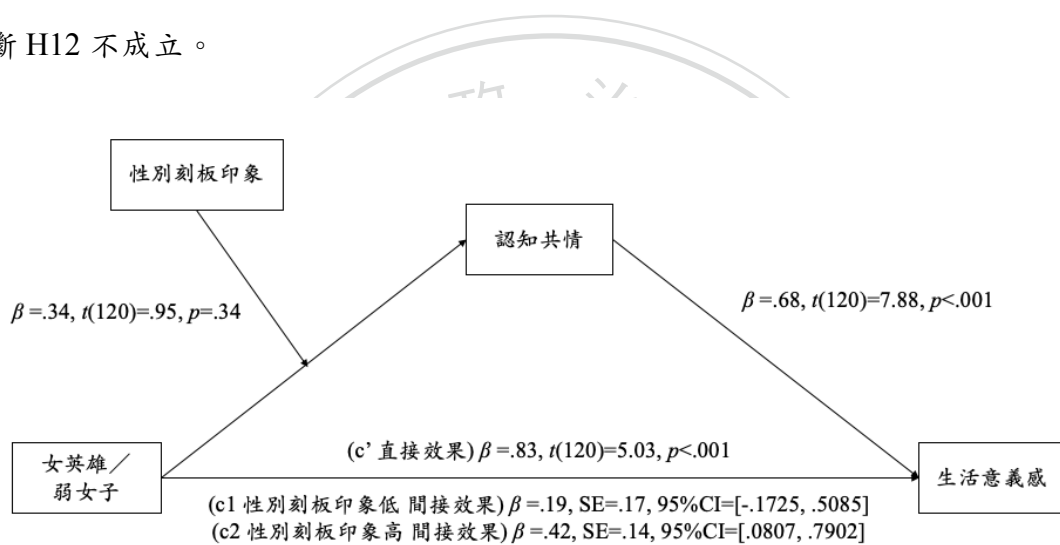 斷 H12 不成立。
政 治
性別刻板印象
認知共情
β =.34, t(120)=.95, p=.34
β =.68, t(120)=7.88, p<.001
女英雄／
弱女子
(c’ 直接效果) β =.83, t(120)=5.03, p<.001
生活意義感
(c1 性別刻板印象低 間接效果) β =.19, SE=.17, 95%CI=[-.1725, .5085]
(c2 性別刻板印象高 間接效果) β =.42, SE=.14, 95%CI=[.0807, .7902]